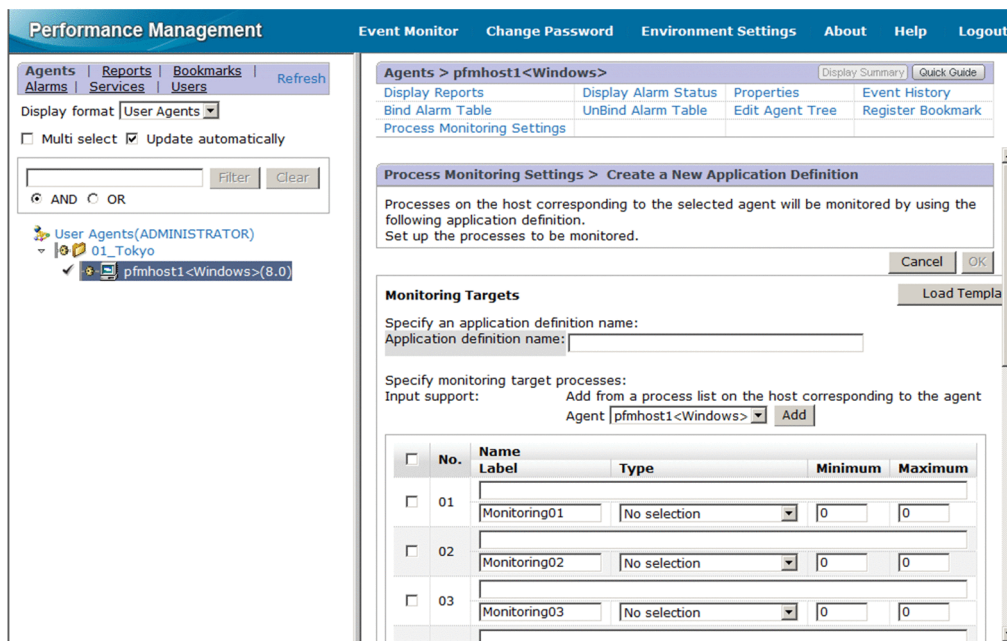 Performance Management
Event Monitor Change Password Environment Settings About Help Logout
Agents | Reports | Bookmarks |
Alarms | Services | Users
Refresh
Display format User Agents
Multi select Update automatically
Filter Clear
AND OR
User Agents(ADMINISTRATOR)
01_Tokyo
pfmhost1<Windows>(8.0)
Agents > pfmhost1<Windows>
Display Summary Quick Guide
Display Reports Display Alarm Status Properties Event History
Bind Alarm Table UnBind Alarm Table Edit Agent Tree Register Bookmark
Process Monitoring Settings
Process Monitoring Settings > Create a New Application Definition
Processes on the host corresponding to the selected agent will be monitored by using the
following application definition.
Set up the processes to be monitored.
Cancel OK
Monitoring Targets
Load Templa
Specify an application definition name:
Application definition name:
Specify monitoring target processes:
Input support: Add from a process list on the host corresponding to the agent
Agent pfmhost1<Windows> Add
No. Name
Label Type Minimum Maximum
01
Monitoring01 No selection 0 0
02
Monitoring02 No selection 0 0
03
Monitoring03 No selection 0 0